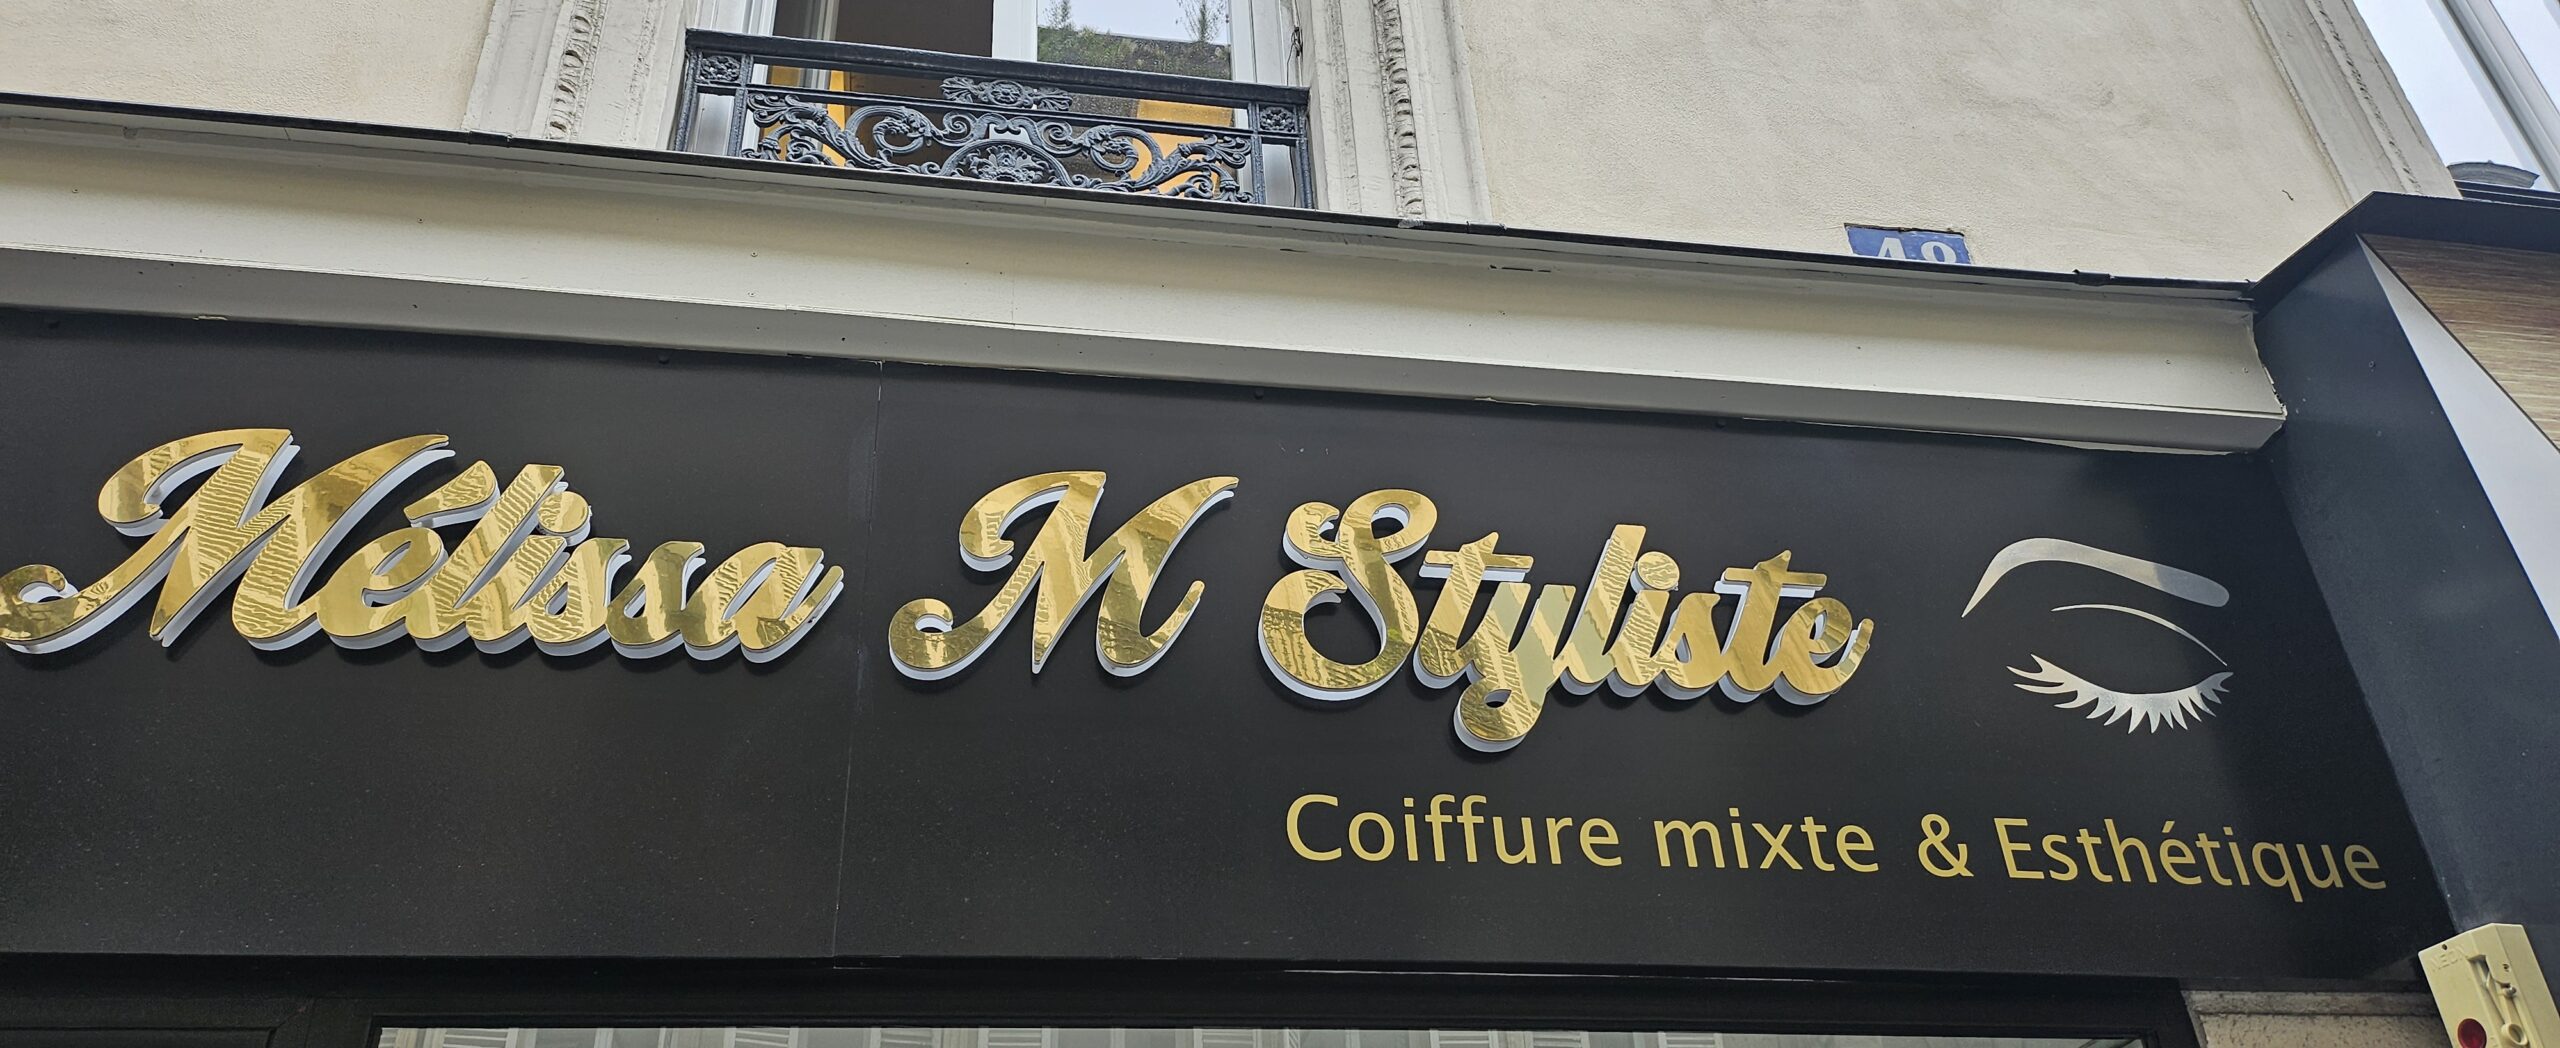 Mélissa M Styliste
Coiffure mixte & Esthétique